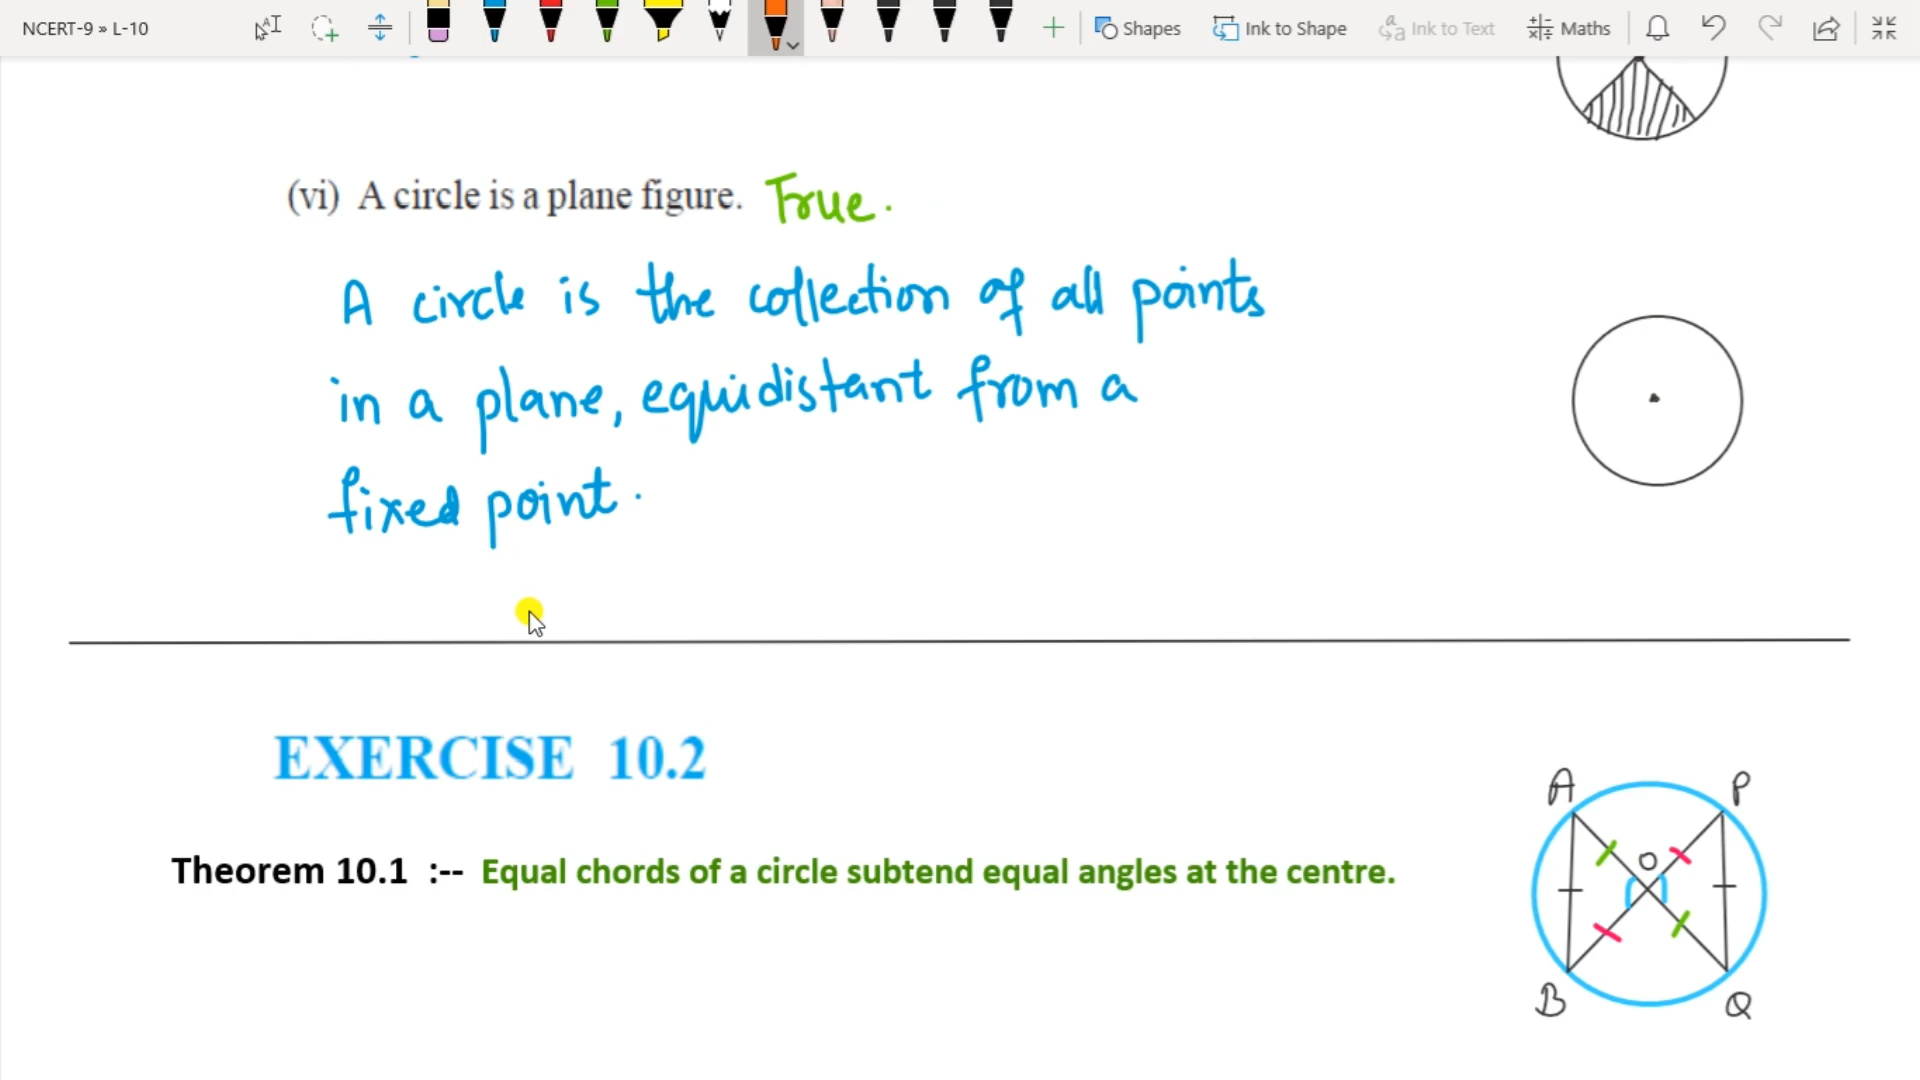 NCERT-9 » L-10
Shapes
Ink to Shape
Ink to Text
Maths
(vi) A circle is a plane figure. True.
A circle is the collection of all points
in a plane, equidistant from a
fixed point.
EXERCISE 10.2
Theorem 10.1 :-- Equal chords of a circle subtend equal angles at the centre.
A P
O
B Q